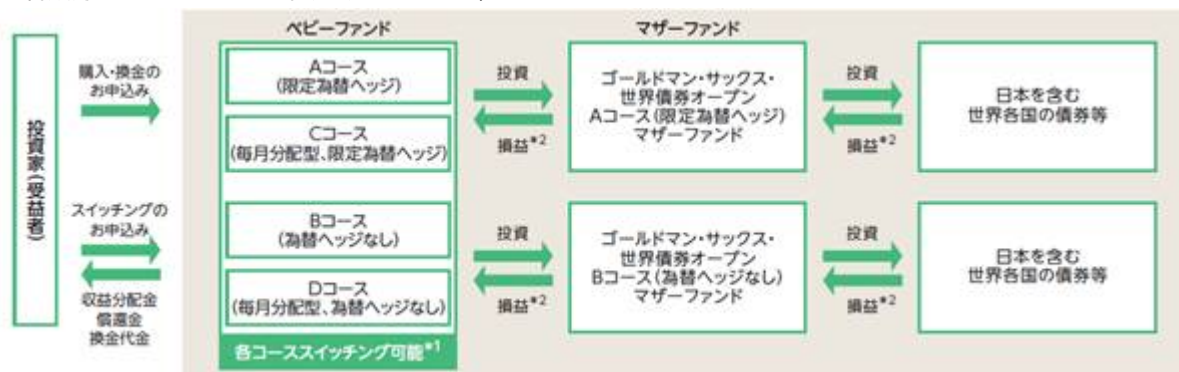 ベビーファンド
マザーファンド
投資家(受益者)
購入・換金の
お申込み
スイッチングの
お申込み
収益分配金
償還金
換金代金
Aコース
(限定為替ヘッジ)
Cコース
(毎月分配型、限定為替ヘッジ)
Bコース
(為替ヘッジなし)
Dコース
(毎月分配型、為替ヘッジなし)
各コーススイッチング可能*1
投資
損益*2
投資
損益*2
ゴールドマン・サックス・
世界債券オープン
Aコース(限定為替ヘッジ)
マザーファンド
ゴールドマン・サックス・
世界債券オープン
Bコース(為替ヘッジなし)
マザーファンド
投資
損益*2
投資
損益*2
日本を含む
世界各国の債券等
日本を含む
世界各国の債券等